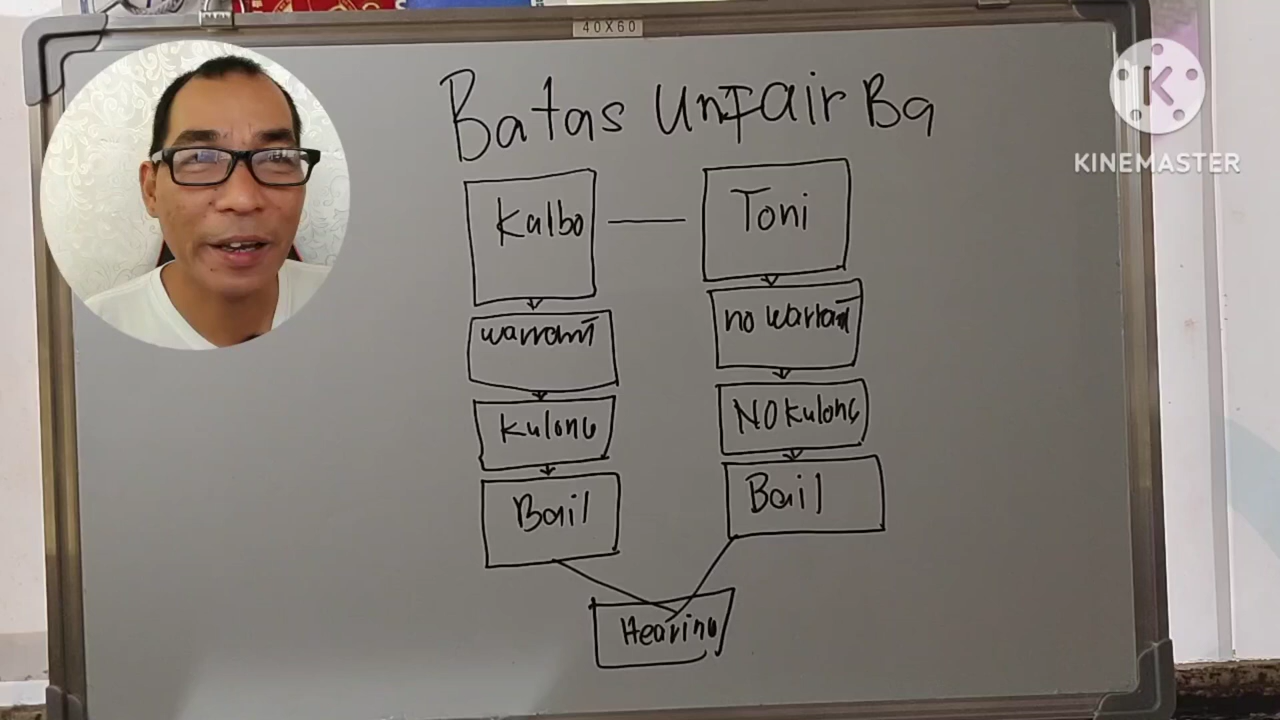 40X60
Batas UnFair Ba
KINEMASTER
Kalbo
Toni
warrant
no warrant
Kulong
NO Kulong
Bail
Bail
Hearing